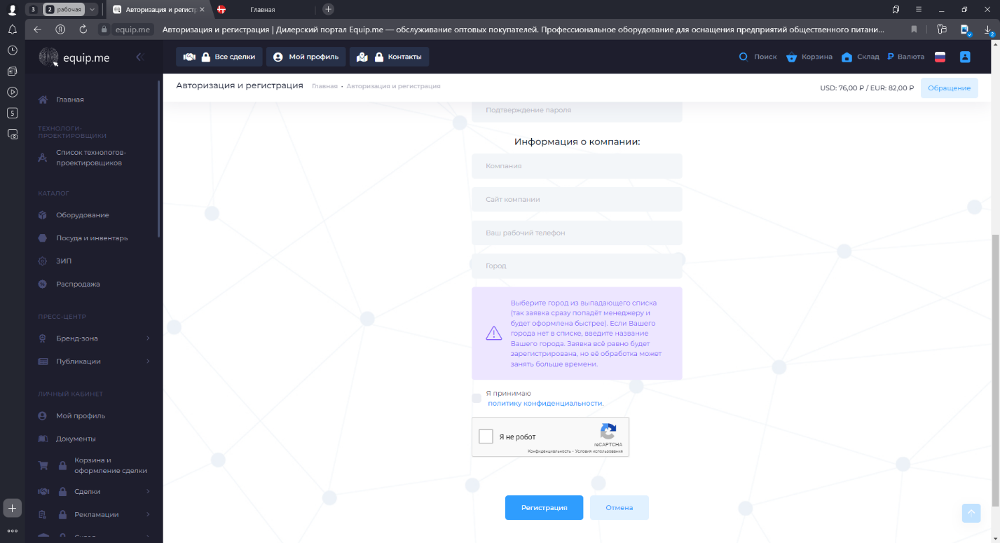 3
2 рабочая
Авторизация и регистр
Главная
equip.me
Авторизация и регистрация | Дилерский портал Equip.me — обслуживание оптовых покупателей. Профессиональное оборудование для оснащения предприятий общественного питани...
2
5
equip.me
Все сделки
Мой профиль
Контакты
Поиск
Корзина
Склад
₽ Валюта
Авторизация и регистрация
Главная • Авторизация и регистрация
USD: 76,00 ₽ / EUR: 82,00 ₽
Обращение
Главная
ТЕХНОЛОГИ-
ПРОЕКТИРОВЩИКИ
Список технологов-
проектировщиков
КАТАЛОГ
Оборудование
Посуда и инвентарь
ЗИП
Распродажа
ПРЕСС-ЦЕНТР
Бренд-зона
Публикации
ЛИЧНЫЙ КАБИНЕТ
Мой профиль
Документы
Корзина и
оформление сделки
Сделки
Рекламации
Склад
Подтверждение пароля
Информация о компании:
Компания
Сайт компании
Ваш рабочий телефон
Город
Выберите город из выпадающего списка
(так заявка сразу попадёт менеджеру и
будет оформлена быстрее). Если Вашего
города нет в списке, введите название
Вашего города. Заявка всё равно будет
зарегистрирована, но её обработка может
занять больше времени.
Я принимаю
политику конфиденциальности.
Я не робот
reCAPTCHA
Конфиденциальность - Условия использования
Регистрация
Отмена